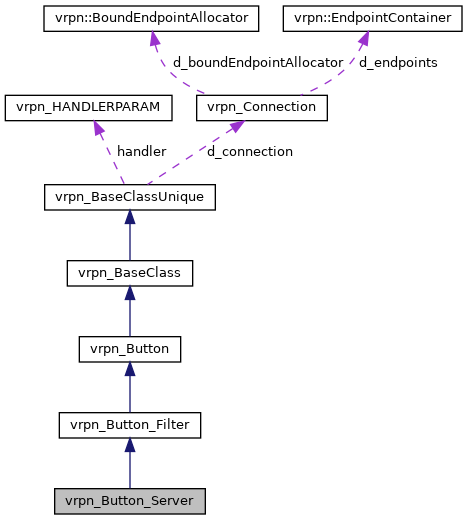 vrpn::BoundEndpointAllocator
vrpn::EndpointContainer
d_boundEndpointAllocator
d_endpoints
vrpn_HANDLERPARAM
vrpn_Connection
handler
d_connection
vrpn_BaseClassUnique
vrpn_BaseClass
vrpn_Button
vrpn_Button_Filter
vrpn_Button_Server